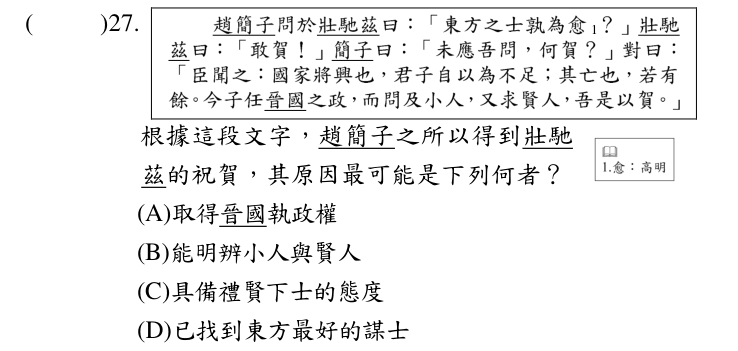 (　　　)27. 趙簡子問於壯馳茲曰：「東方之士孰為愈1？」壯馳
茲曰：「敢賀！」簡子曰：「未應吾問，何賀？」對曰：
「臣聞之：國家將興也，君子自以為不足；其亡也，若有
餘。今子任晉國之政，而問及小人，又求賢人，吾是以賀。」
根據這段文字，趙簡子之所以得到壯馳
茲的祝賀，其原因最可能是下列何者？
1.愈：高明
(A)取得晉國執政權
(B)能明辨小人與賢人
(C)具備禮賢下士的態度
(D)已找到東方最好的謀士